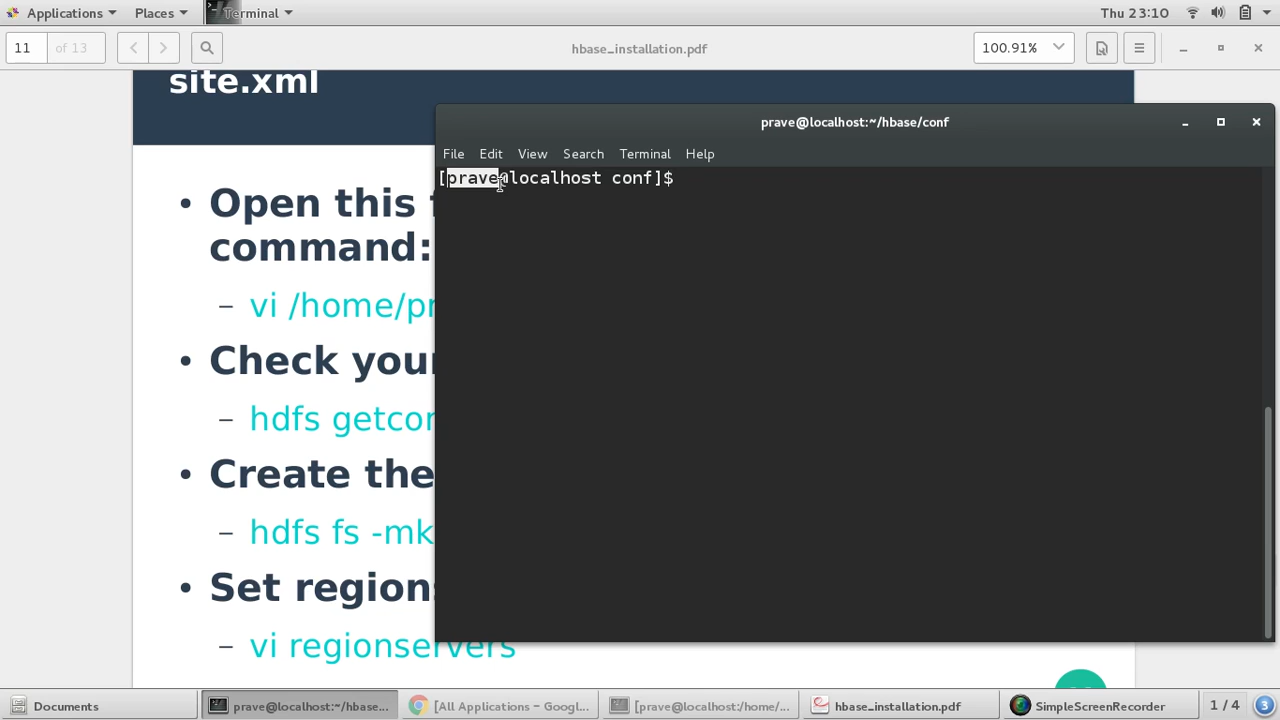 Applications Places Terminal Thu 23:10
11 of 13 hbase_installation.pdf 100.91%
site.xml
prave@localhost:~/hbase/conf
File Edit View Search Terminal Help
[prave@localhost conf]$
• Open this
command:
– vi /home/pr
• Check your
– hdfs getcon
• Create the
– hdfs fs -mk
• Set regions
– vi regionservers
Documents prave@localhost:~/hbase... [All Applications – Googl... [prave@localhost:/home/... hbase_installation.pdf SimpleScreenRecorder 1 / 4 3